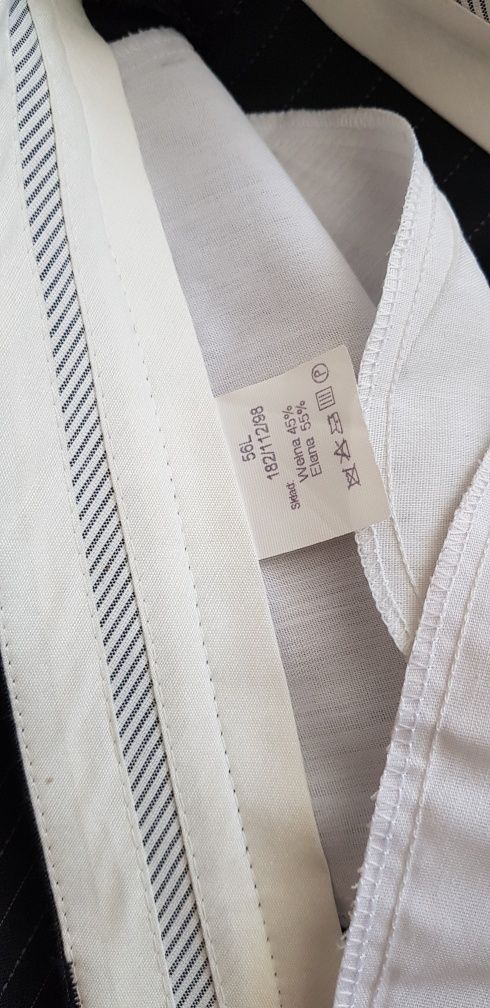 56L
182/112/98
Skład:
Wełna 45%
Elana 55%
P